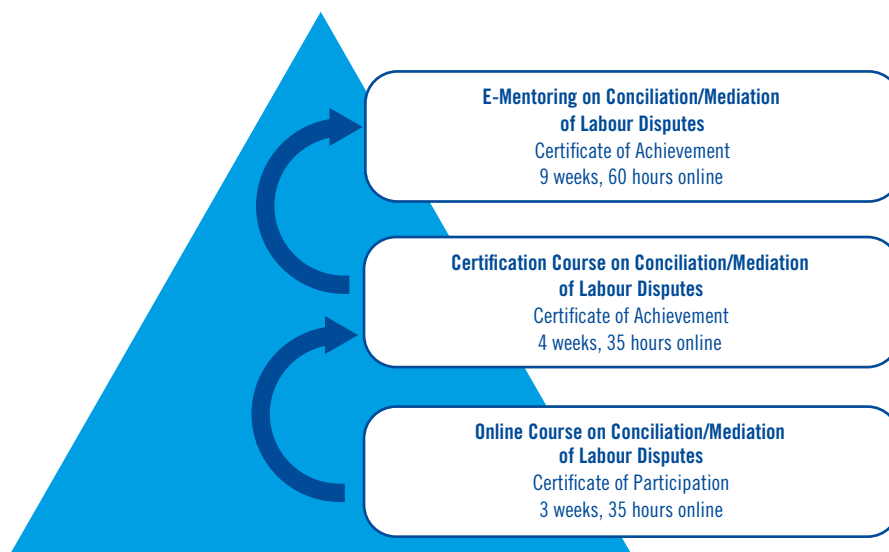 E-Mentoring on Conciliation/Mediation
of Labour Disputes
Certificate of Achievement
9 weeks, 60 hours online
Certification Course on Conciliation/Mediation
of Labour Disputes
Certificate of Achievement
4 weeks, 35 hours online
Online Course on Conciliation/Mediation
of Labour Disputes
Certificate of Participation
3 weeks, 35 hours online